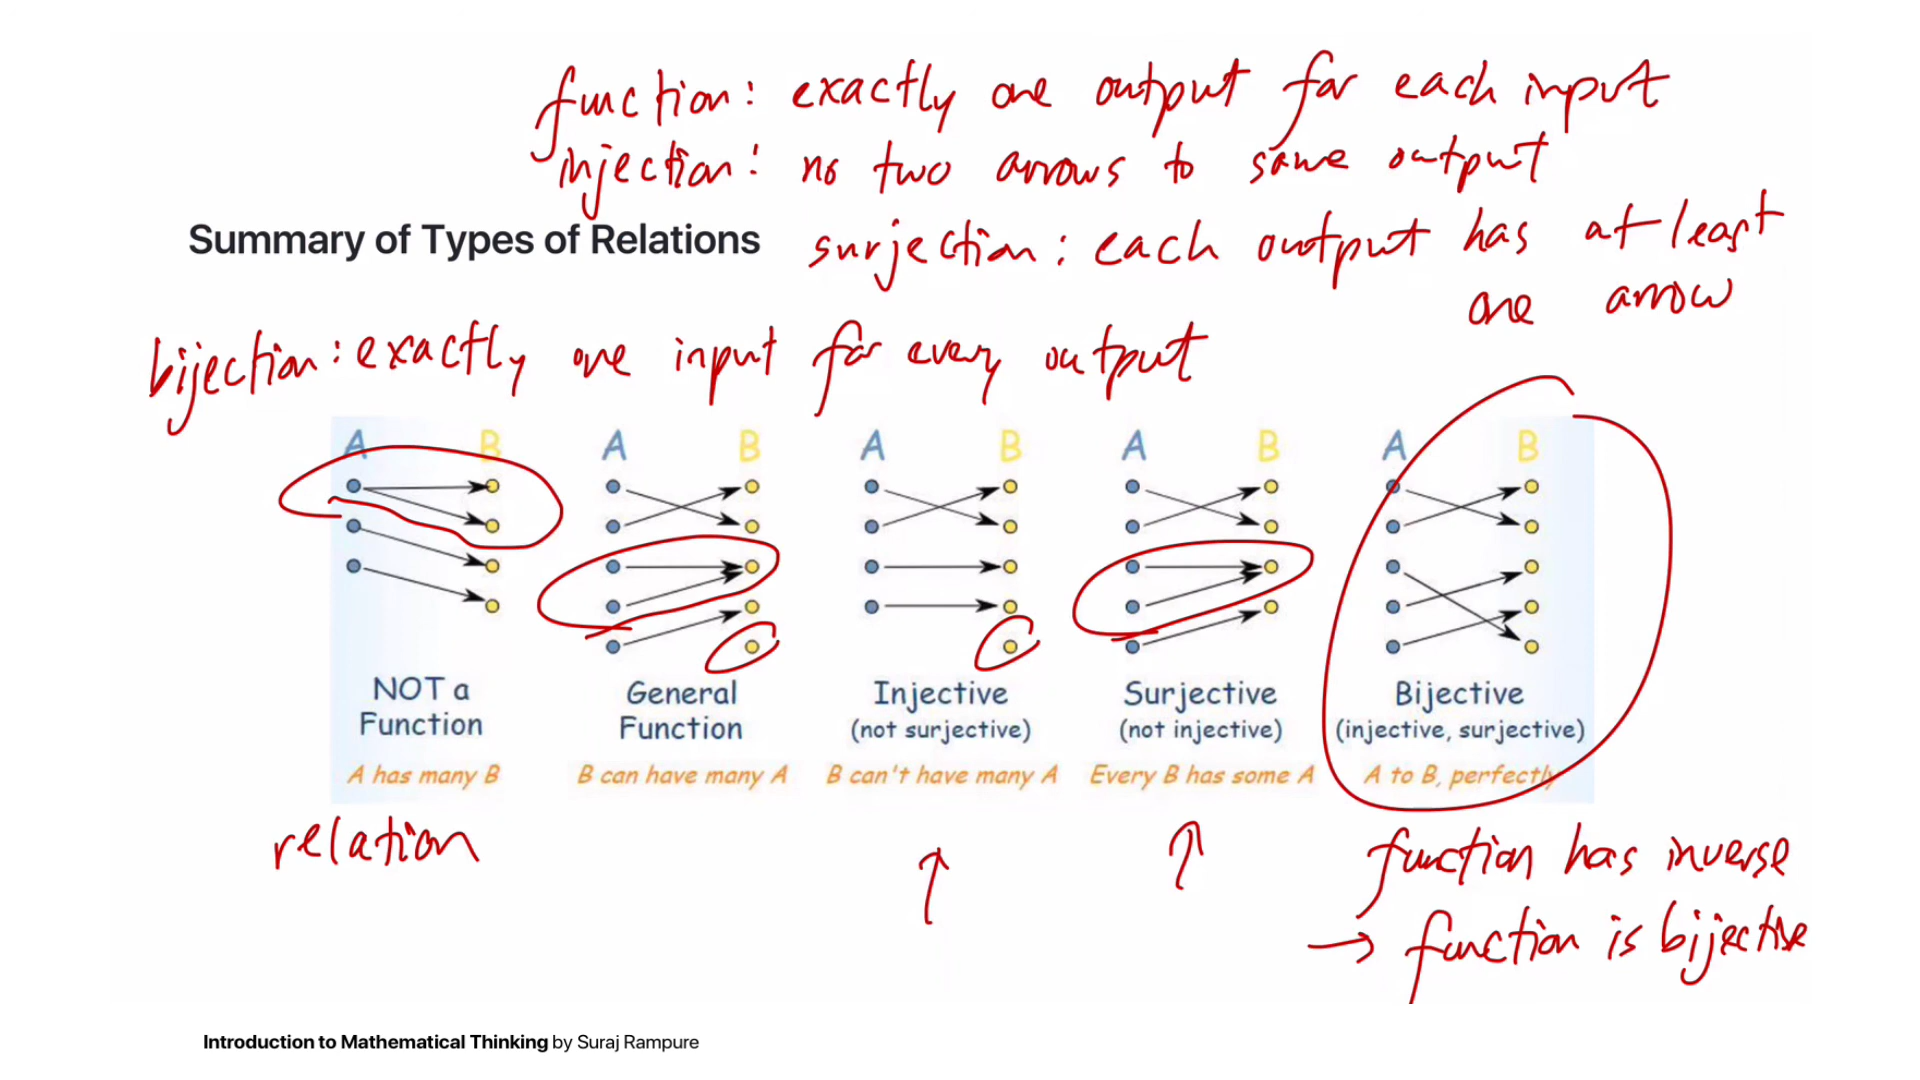 function: exactly one output for each input
injection: no two arrows to same output
Summary of Types of Relations
surjection: each output has at least
one arrow
bijection: exactly one input for every output
A B A B A B A B A B
NOT a
Function
A has many B
General
Function
B can have many A
Injective
(not surjective)
B can't have many A
Surjective
(not injective)
Every B has some A
Bijective
(injective, surjective)
A to B, perfectly
relation
function has inverse
→ function is bijective
Introduction to Mathematical Thinking by Suraj Rampure